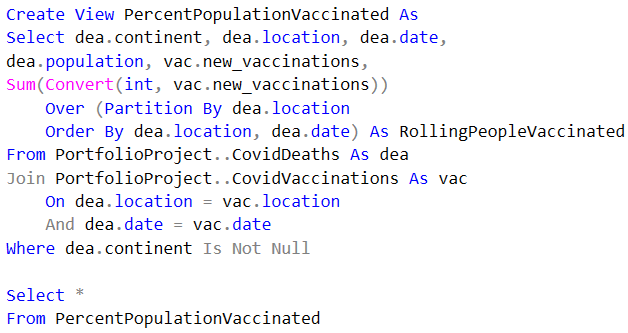 Create View PercentPopulationVaccinated As
Select dea.continent, dea.location, dea.date,
dea.population, vac.new_vaccinations,
Sum(Convert(int, vac.new_vaccinations))
    Over (Partition By dea.location
    Order By dea.location, dea.date) As RollingPeopleVaccinated
From PortfolioProject..CovidDeaths As dea
Join PortfolioProject..CovidVaccinations As vac
    On dea.location = vac.location
    And dea.date = vac.date
Where dea.continent Is Not Null

Select *
From PercentPopulationVaccinated